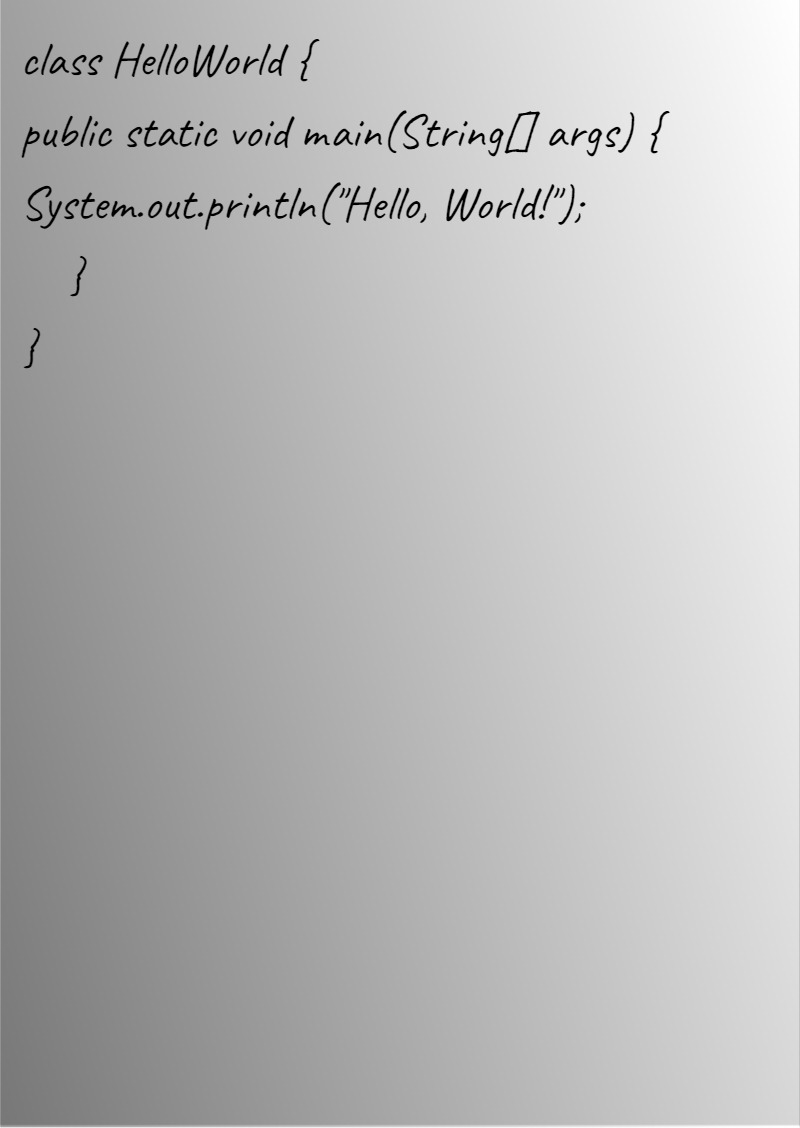 class HelloWorld {
public static void main(String[] args) {
System.out.println("Hello, World!");
    }
}